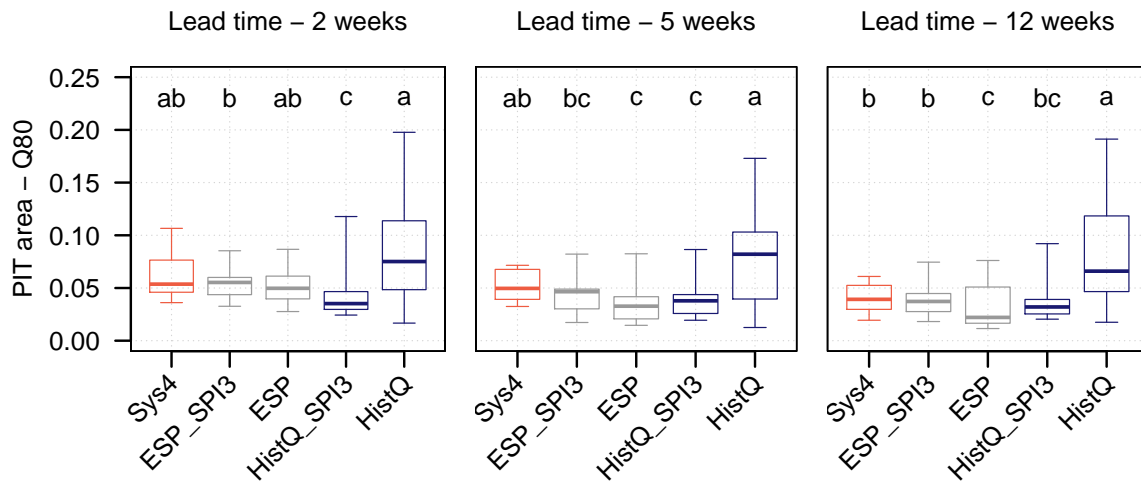 Lead time − 2 weeks
Lead time − 5 weeks
Lead time − 12 weeks
PIT area − Q80
0.25
0.20
0.15
0.10
0.05
0.00
ab b ab c a
ab bc c c a
b b c bc a
Sys4 ESP_SPI3 ESP HistQ_SPI3 HistQ
Sys4 ESP_SPI3 ESP HistQ_SPI3 HistQ
Sys4 ESP_SPI3 ESP HistQ_SPI3 HistQ